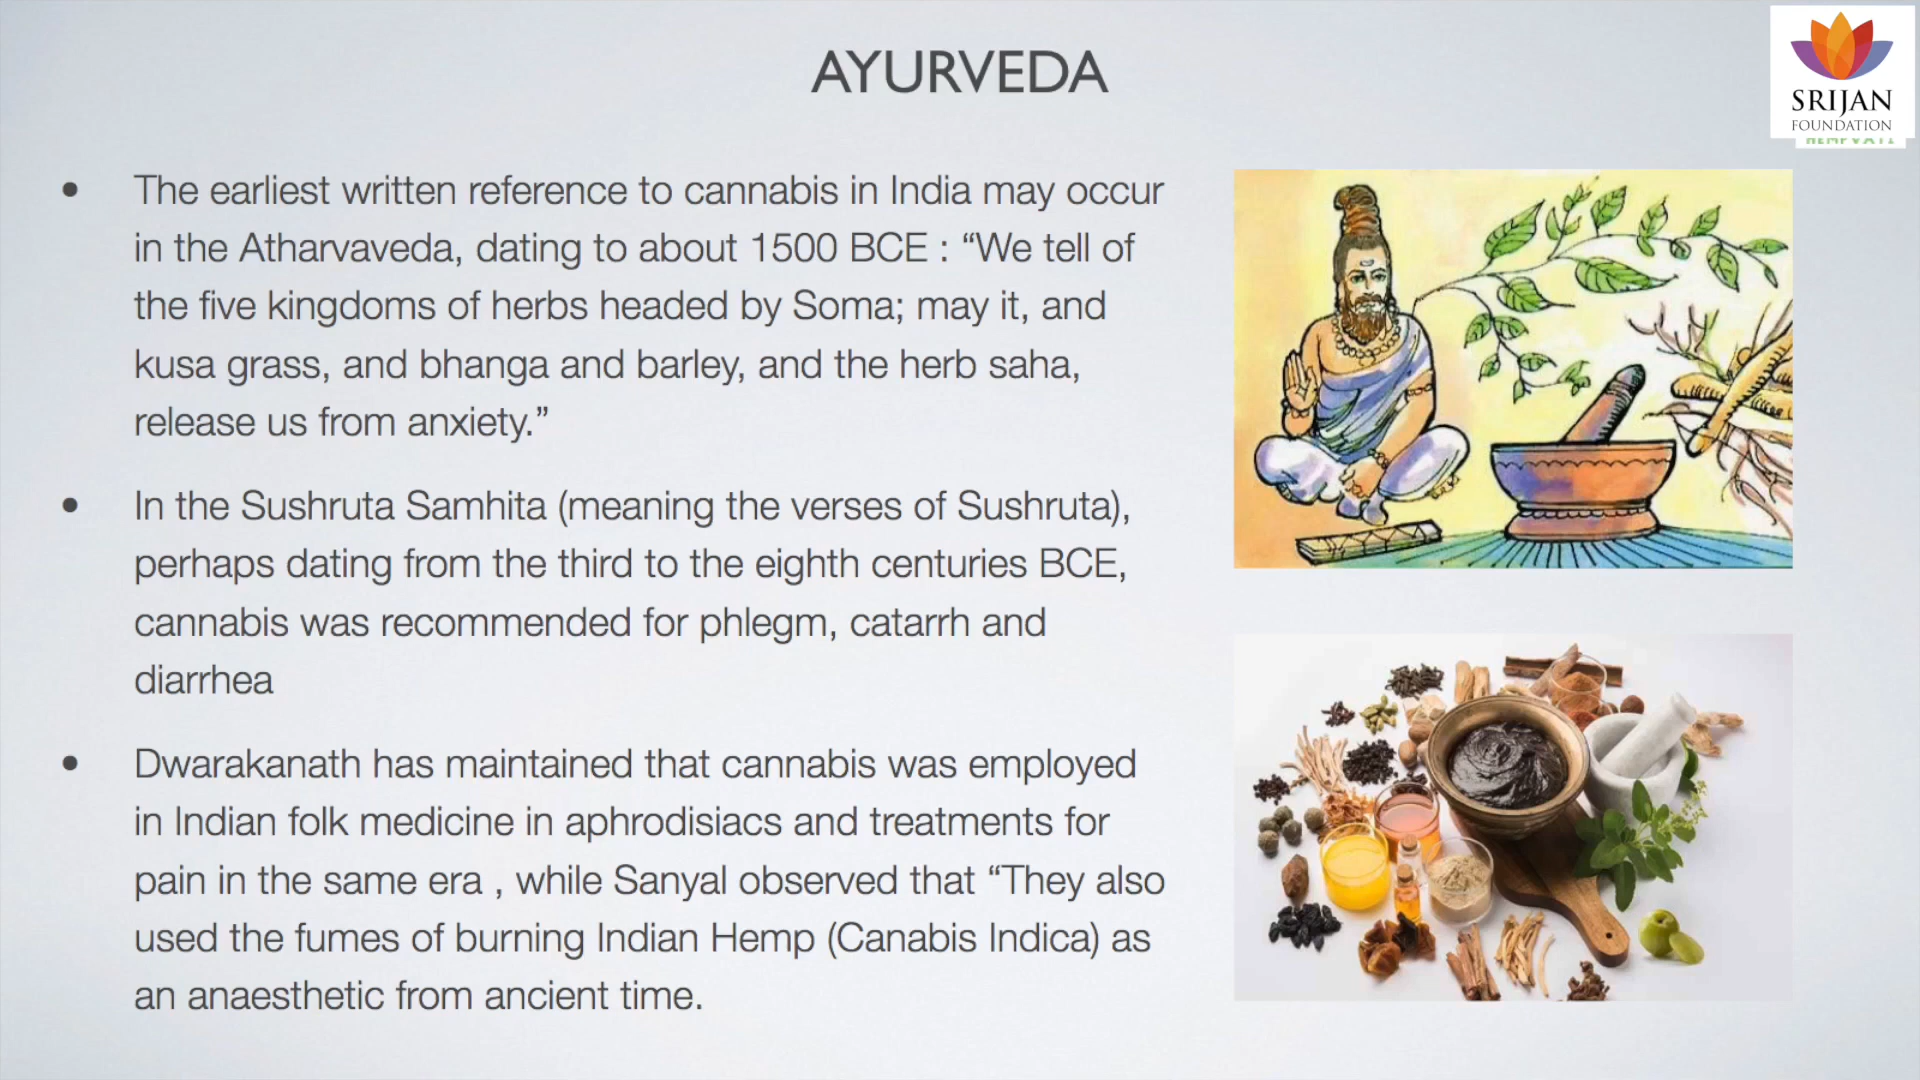 AYURVEDA
SRIJAN
FOUNDATION
• The earliest written reference to cannabis in India may occur
in the Atharvaveda, dating to about 1500 BCE : “We tell of
the five kingdoms of herbs headed by Soma; may it, and
kusa grass, and bhanga and barley, and the herb saha,
release us from anxiety.”
• In the Sushruta Samhita (meaning the verses of Sushruta),
perhaps dating from the third to the eighth centuries BCE,
cannabis was recommended for phlegm, catarrh and
diarrhea
• Dwarakanath has maintained that cannabis was employed
in Indian folk medicine in aphrodisiacs and treatments for
pain in the same era , while Sanyal observed that “They also
used the fumes of burning Indian Hemp (Canabis Indica) as
an anaesthetic from ancient time.